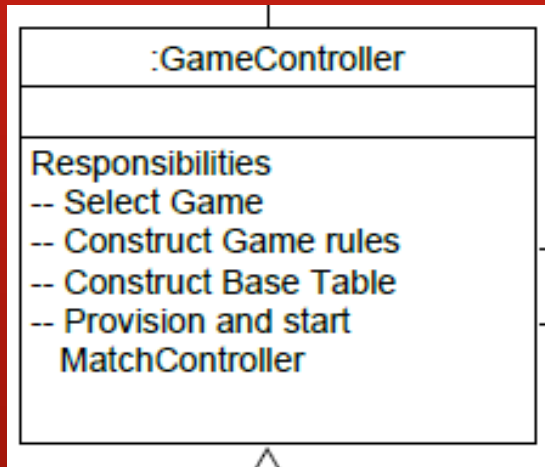 :GameController
Responsibilities
-- Select Game
-- Construct Game rules
-- Construct Base Table
-- Provision and start
MatchController